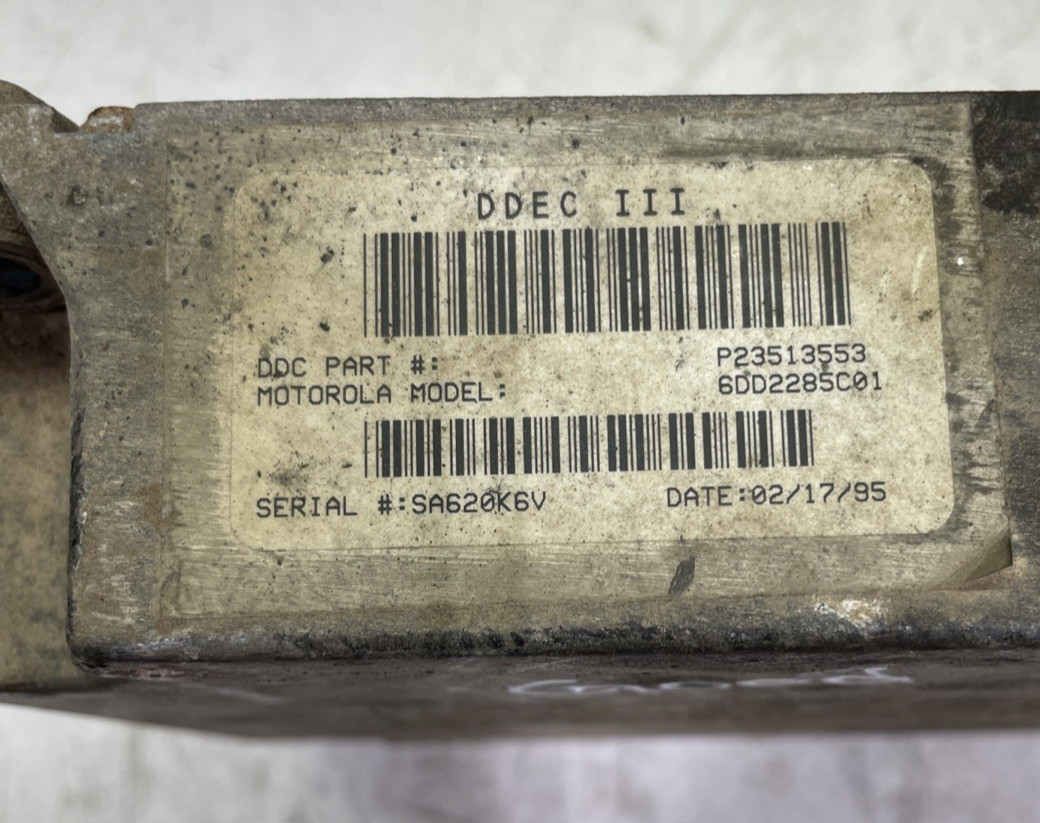 DDEC III
DDC PART #: P23513553
MOTOROLA MODEL: 6DD2285C01
SERIAL #:SA620K6V DATE:02/17/95